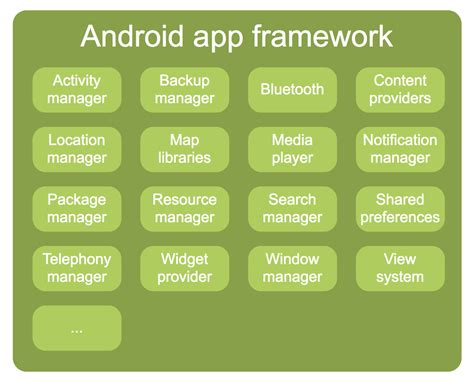 Android app framework
Activity
manager
Backup
manager
Bluetooth
Content
providers
Location
manager
Map
libraries
Media
player
Notification
manager
Package
manager
Resource
manager
Search
manager
Shared
preferences
Telephony
manager
Widget
provider
Window
manager
View
system
...